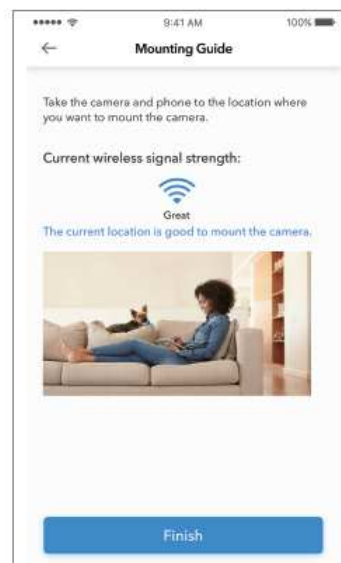 9:41 AM
100%
Mounting Guide
Take the camera and phone to the location where
you want to mount the camera.
Current wireless signal strength:
Great
The current location is good to mount the camera.
Finish